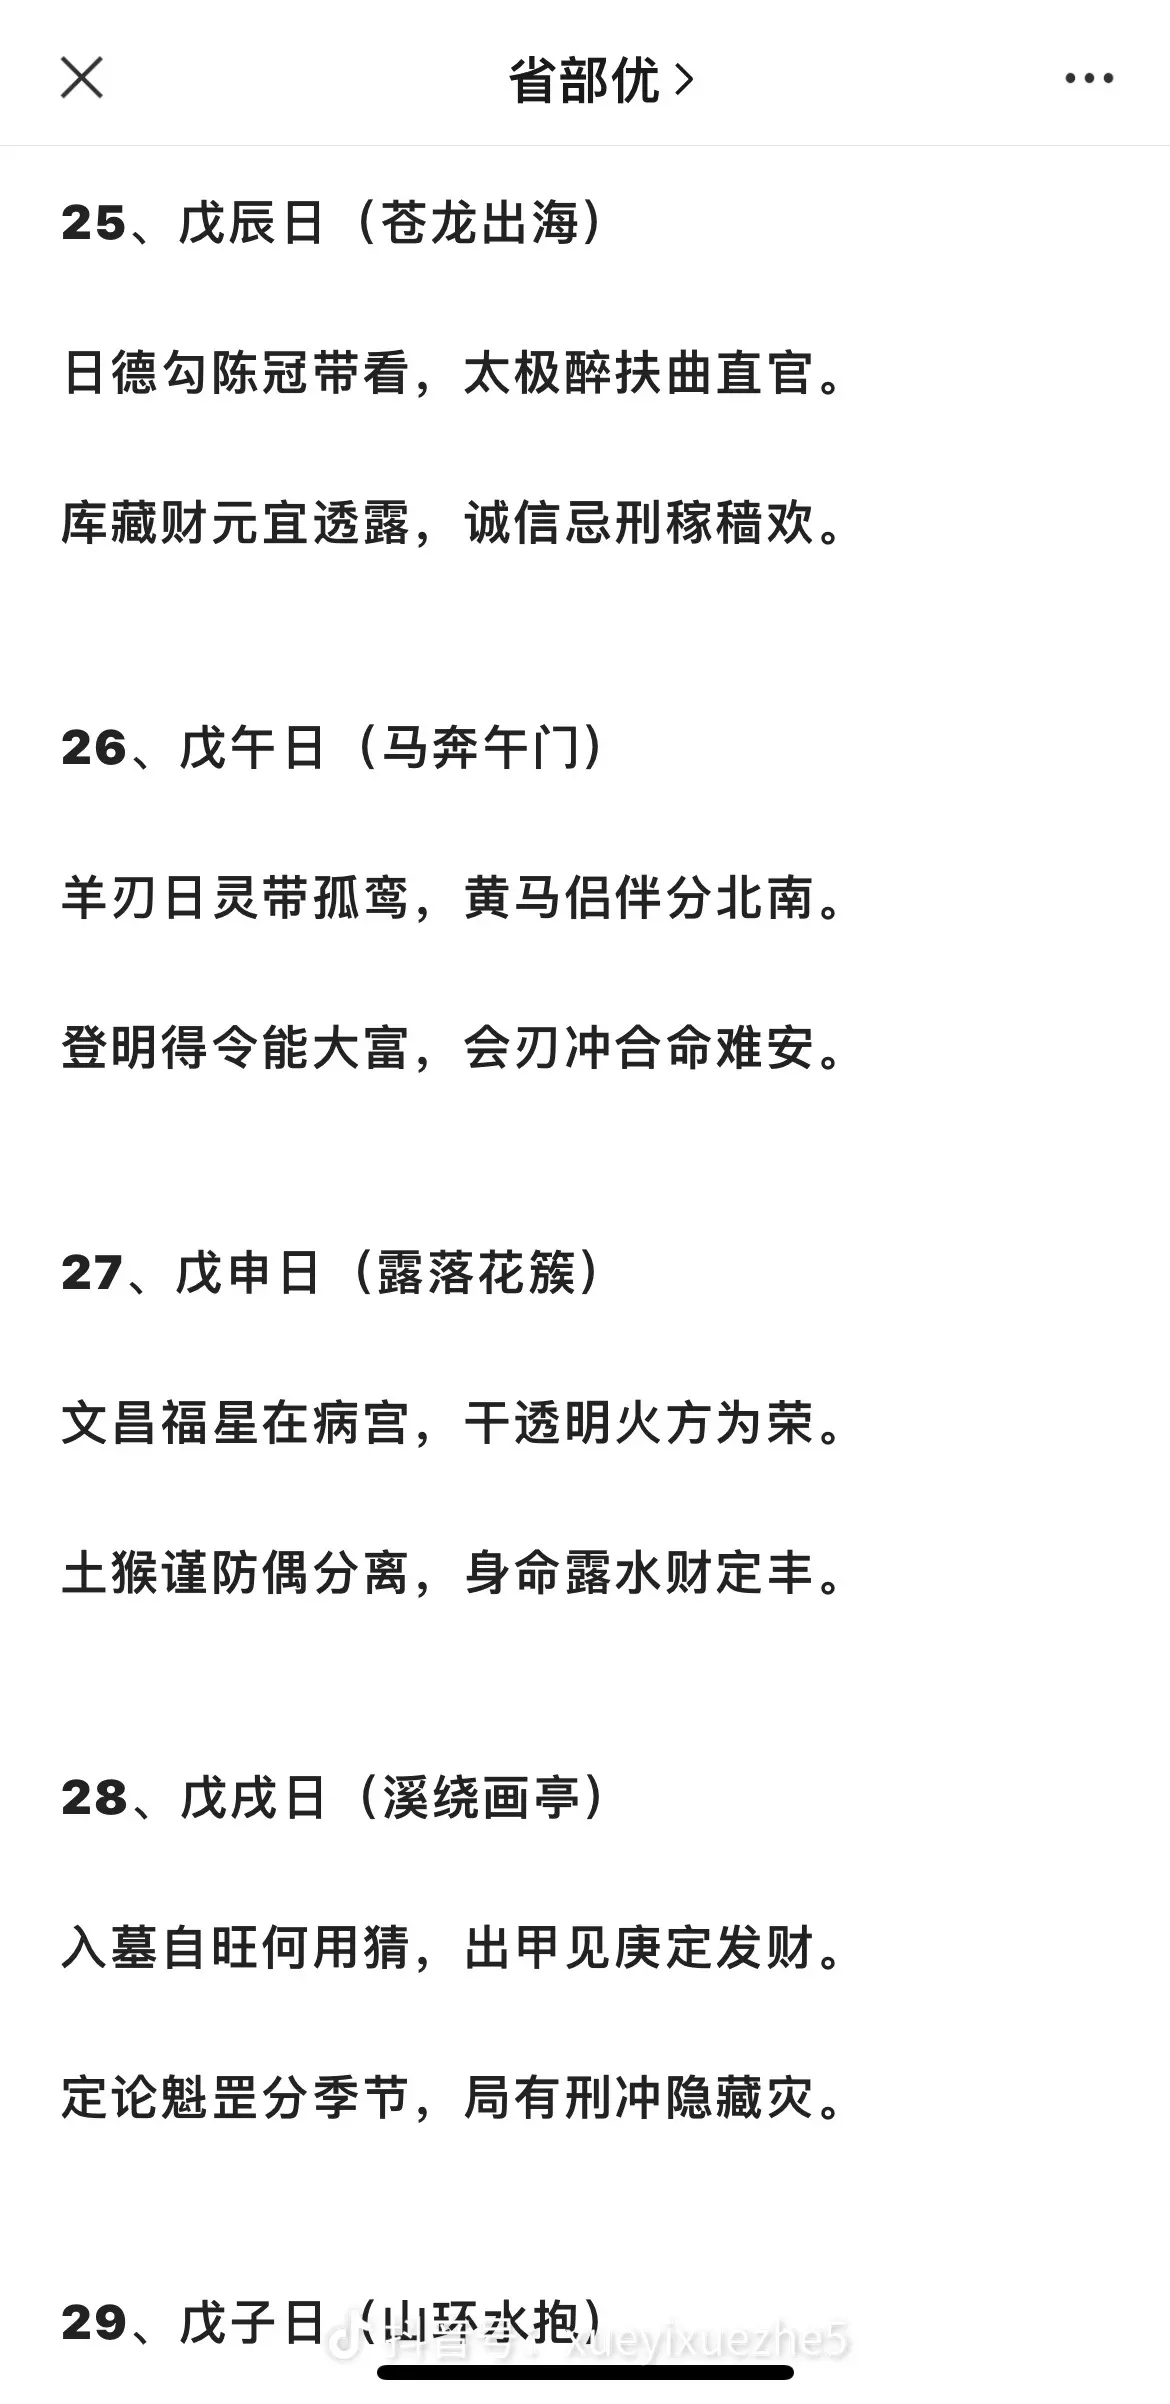 省部优
25、戊辰日（苍龙出海）
日德勾陈冠带看，太极醉扶曲直官。
库藏财元宜透露，诚信忌刑稼穑欢。
26、戊午日（马奔午门）
羊刃日灵带孤鸾，黄马侣伴分北南。
登明得令能大富，会刃冲合命难安。
27、戊申日（露落花簇）
文昌福星在病宫，干透明火方为荣。
土猴谨防偶分离，身命露水财定丰。
28、戊戌日（溪绕画亭）
入墓自旺何用猜，出甲见庚定发财。
定论魁罡分季节，局有刑冲隐藏灾。
29、戊子日（山环水抱）
抖音号：xueyixuezhe5